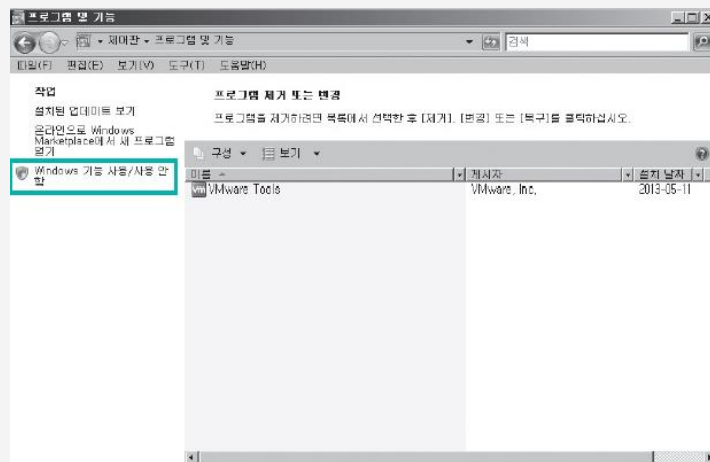 프로그램 및 기능
제어판 ▾ 프로그램 및 기능
검색
파일(F) 편집(E) 보기(V) 도구(T) 도움말(H)
작업
설치된 업데이트 보기
온라인으로 Windows
Marketplace에서 새 프로그램
얻기
Windows 기능 사용/사용 안
함
프로그램 제거 또는 변경
프로그램을 제거하려면 목록에서 선택한 후 [제거], [변경] 또는 [복구]를 클릭하십시오.
구성 보기
이름 게시자 설치 날짜
VMware Tools VMware, Inc. 2013-05-11